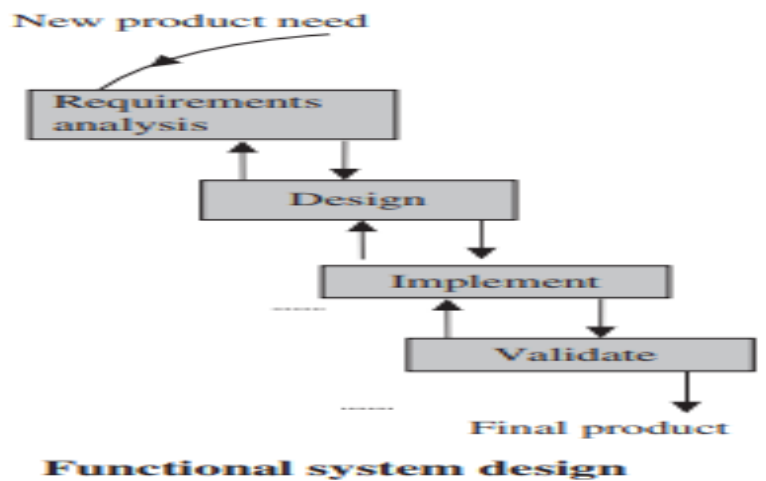 New product need
Requirements
analysis
Design
Implement
Validate
Final product
Functional system design